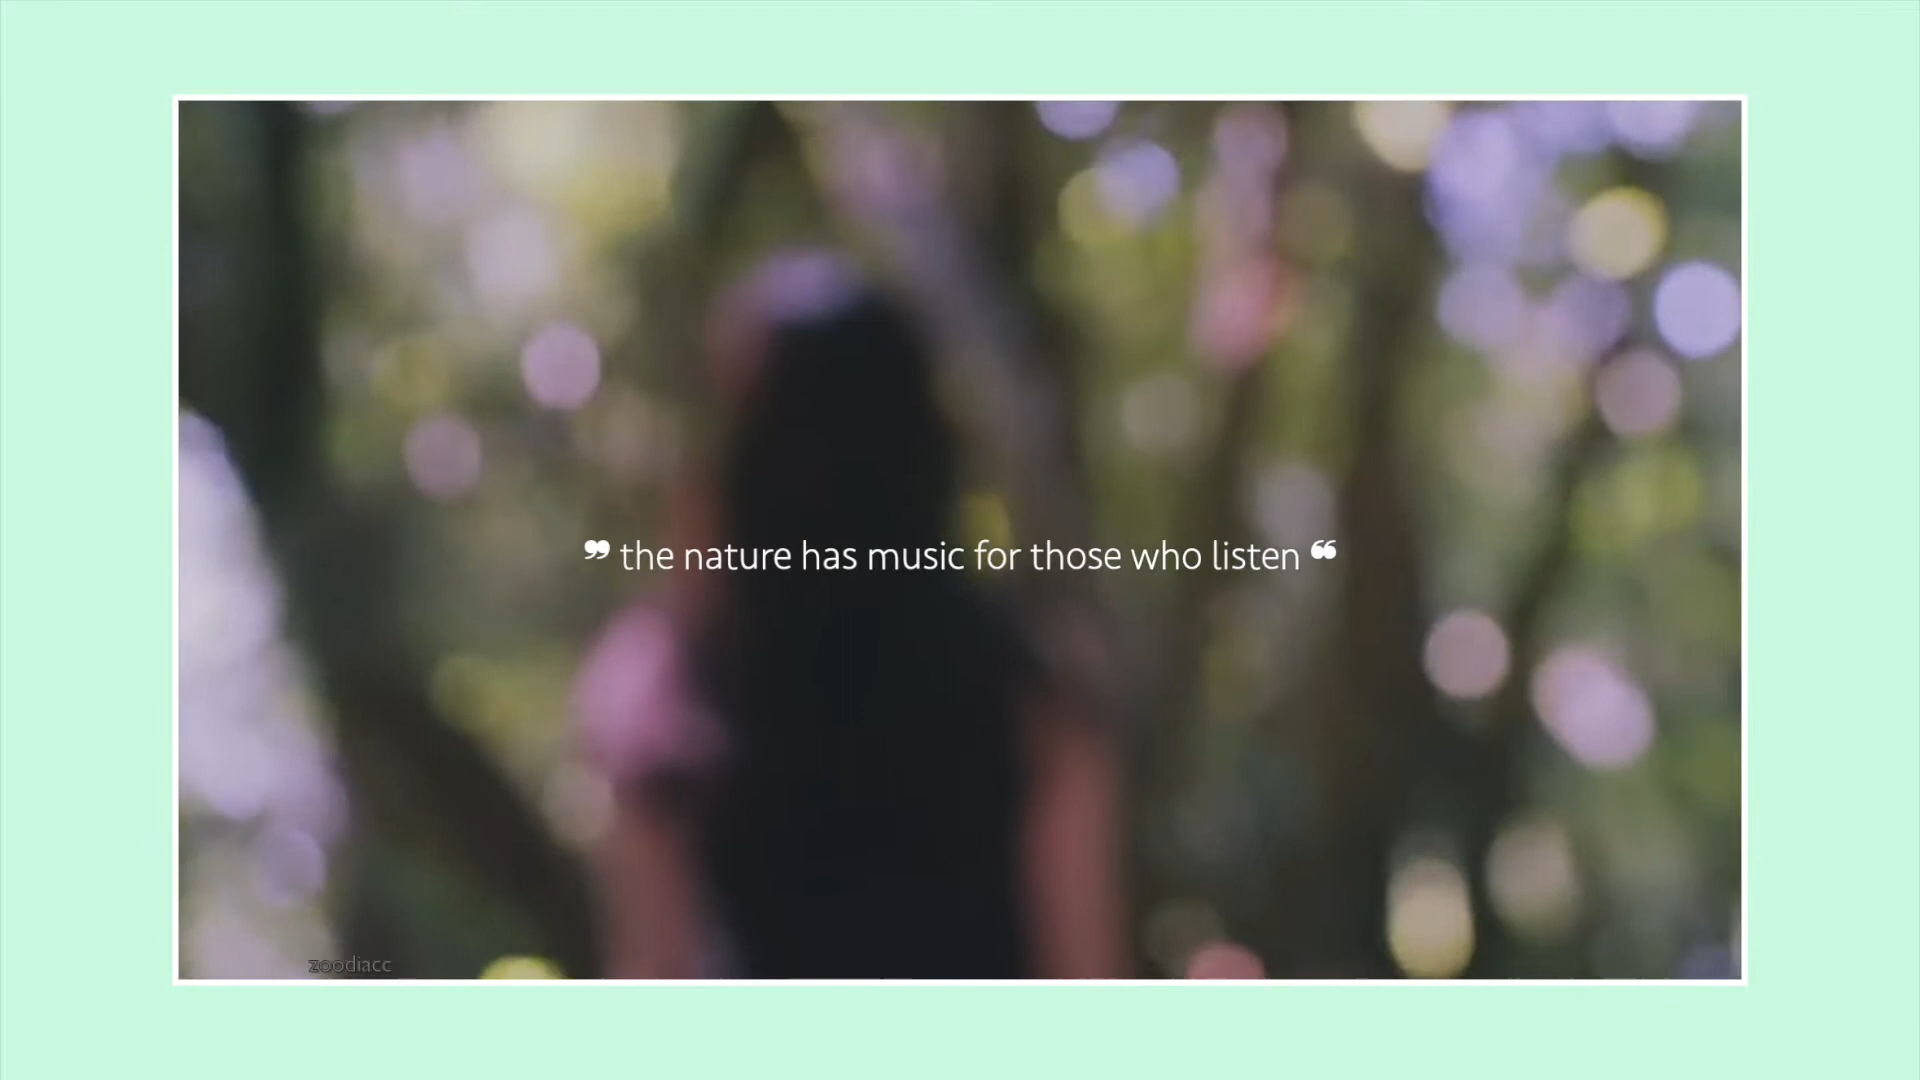 ❞ the nature has music for those who listen ❝
zoodiacc